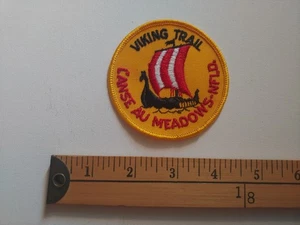 VIKING TRAIL
L'ANSE AU MEADOWS-NFLD.
1 2 3 4 5 6
1 8